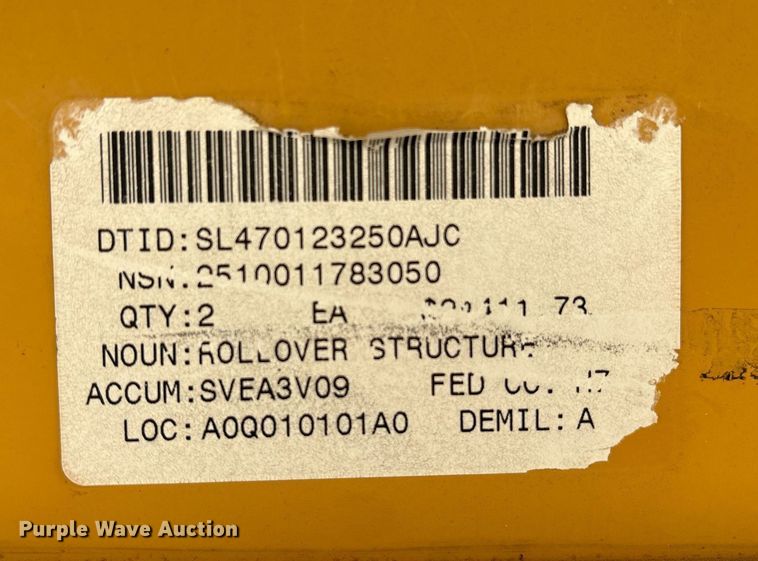 DTID:SL470123250AJC
NSN:2510011783050
QTY:2 EA
NOUN:ROLLOVER STRUCTURE
ACCUM:SVEA3V09 FED
LOC:A0Q010101A0 DEMIL:A
Purple Wave Auction